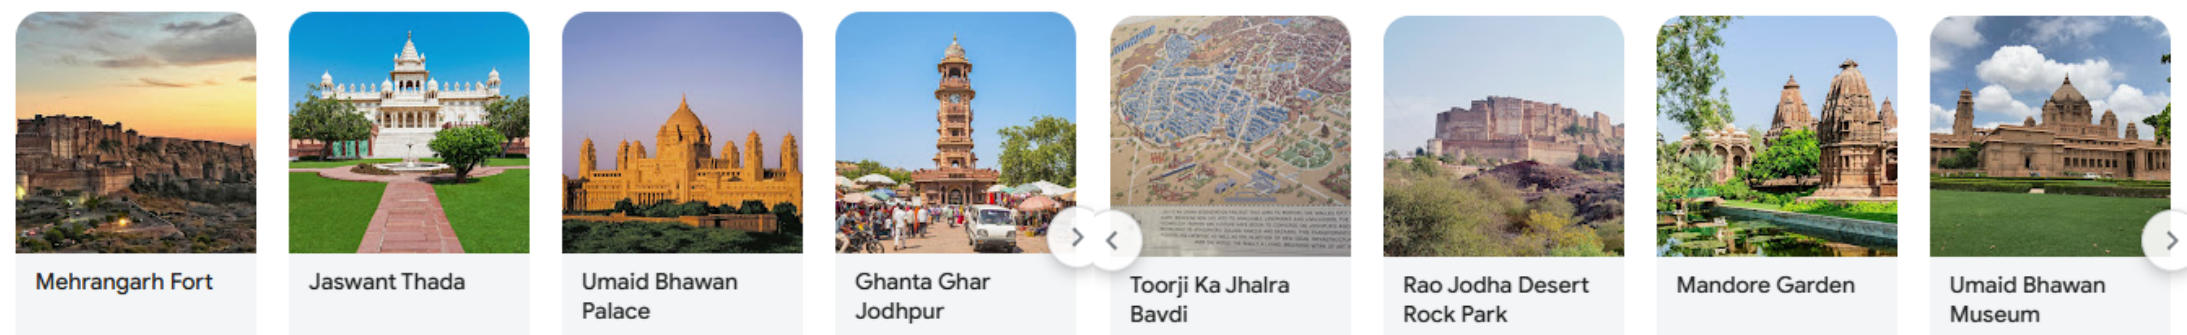 Mehrangarh Fort
Jaswant Thada
Umaid Bhawan
Palace
Ghanta Ghar
Jodhpur
Toorji Ka Jhalra
Bavdi
Rao Jodha Desert
Rock Park
Mandore Garden
Umaid Bhawan
Museum